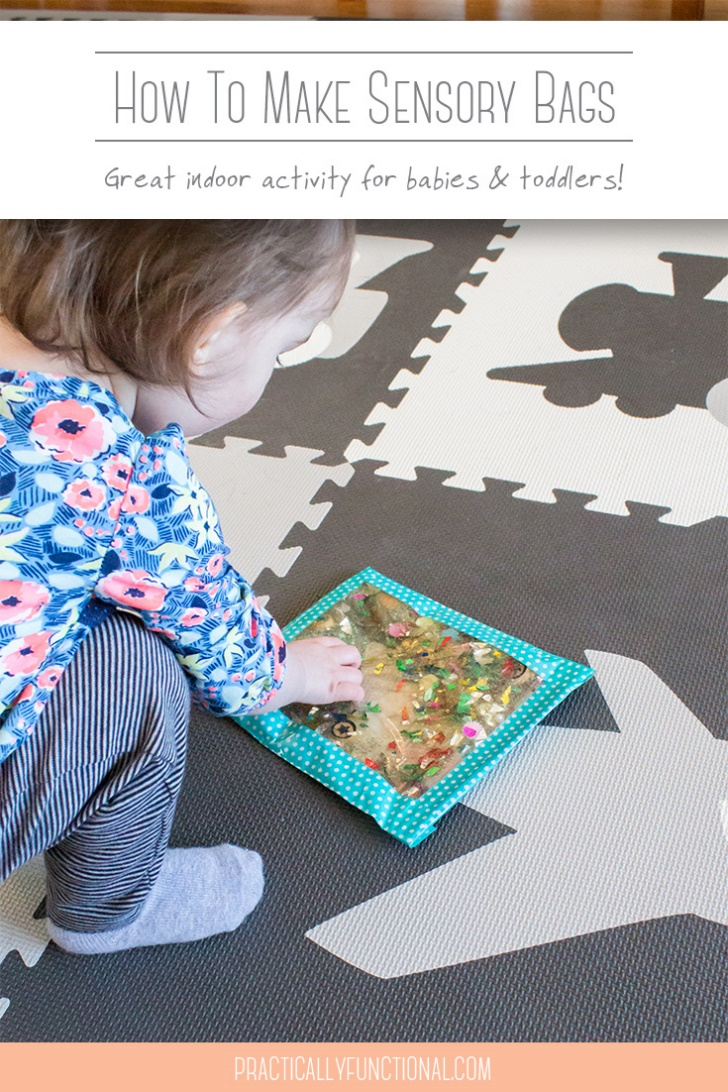 How To Make Sensory Bags
Great indoor activity for babies & toddlers!
PRACTICALLYFUNCTIONAL.COM